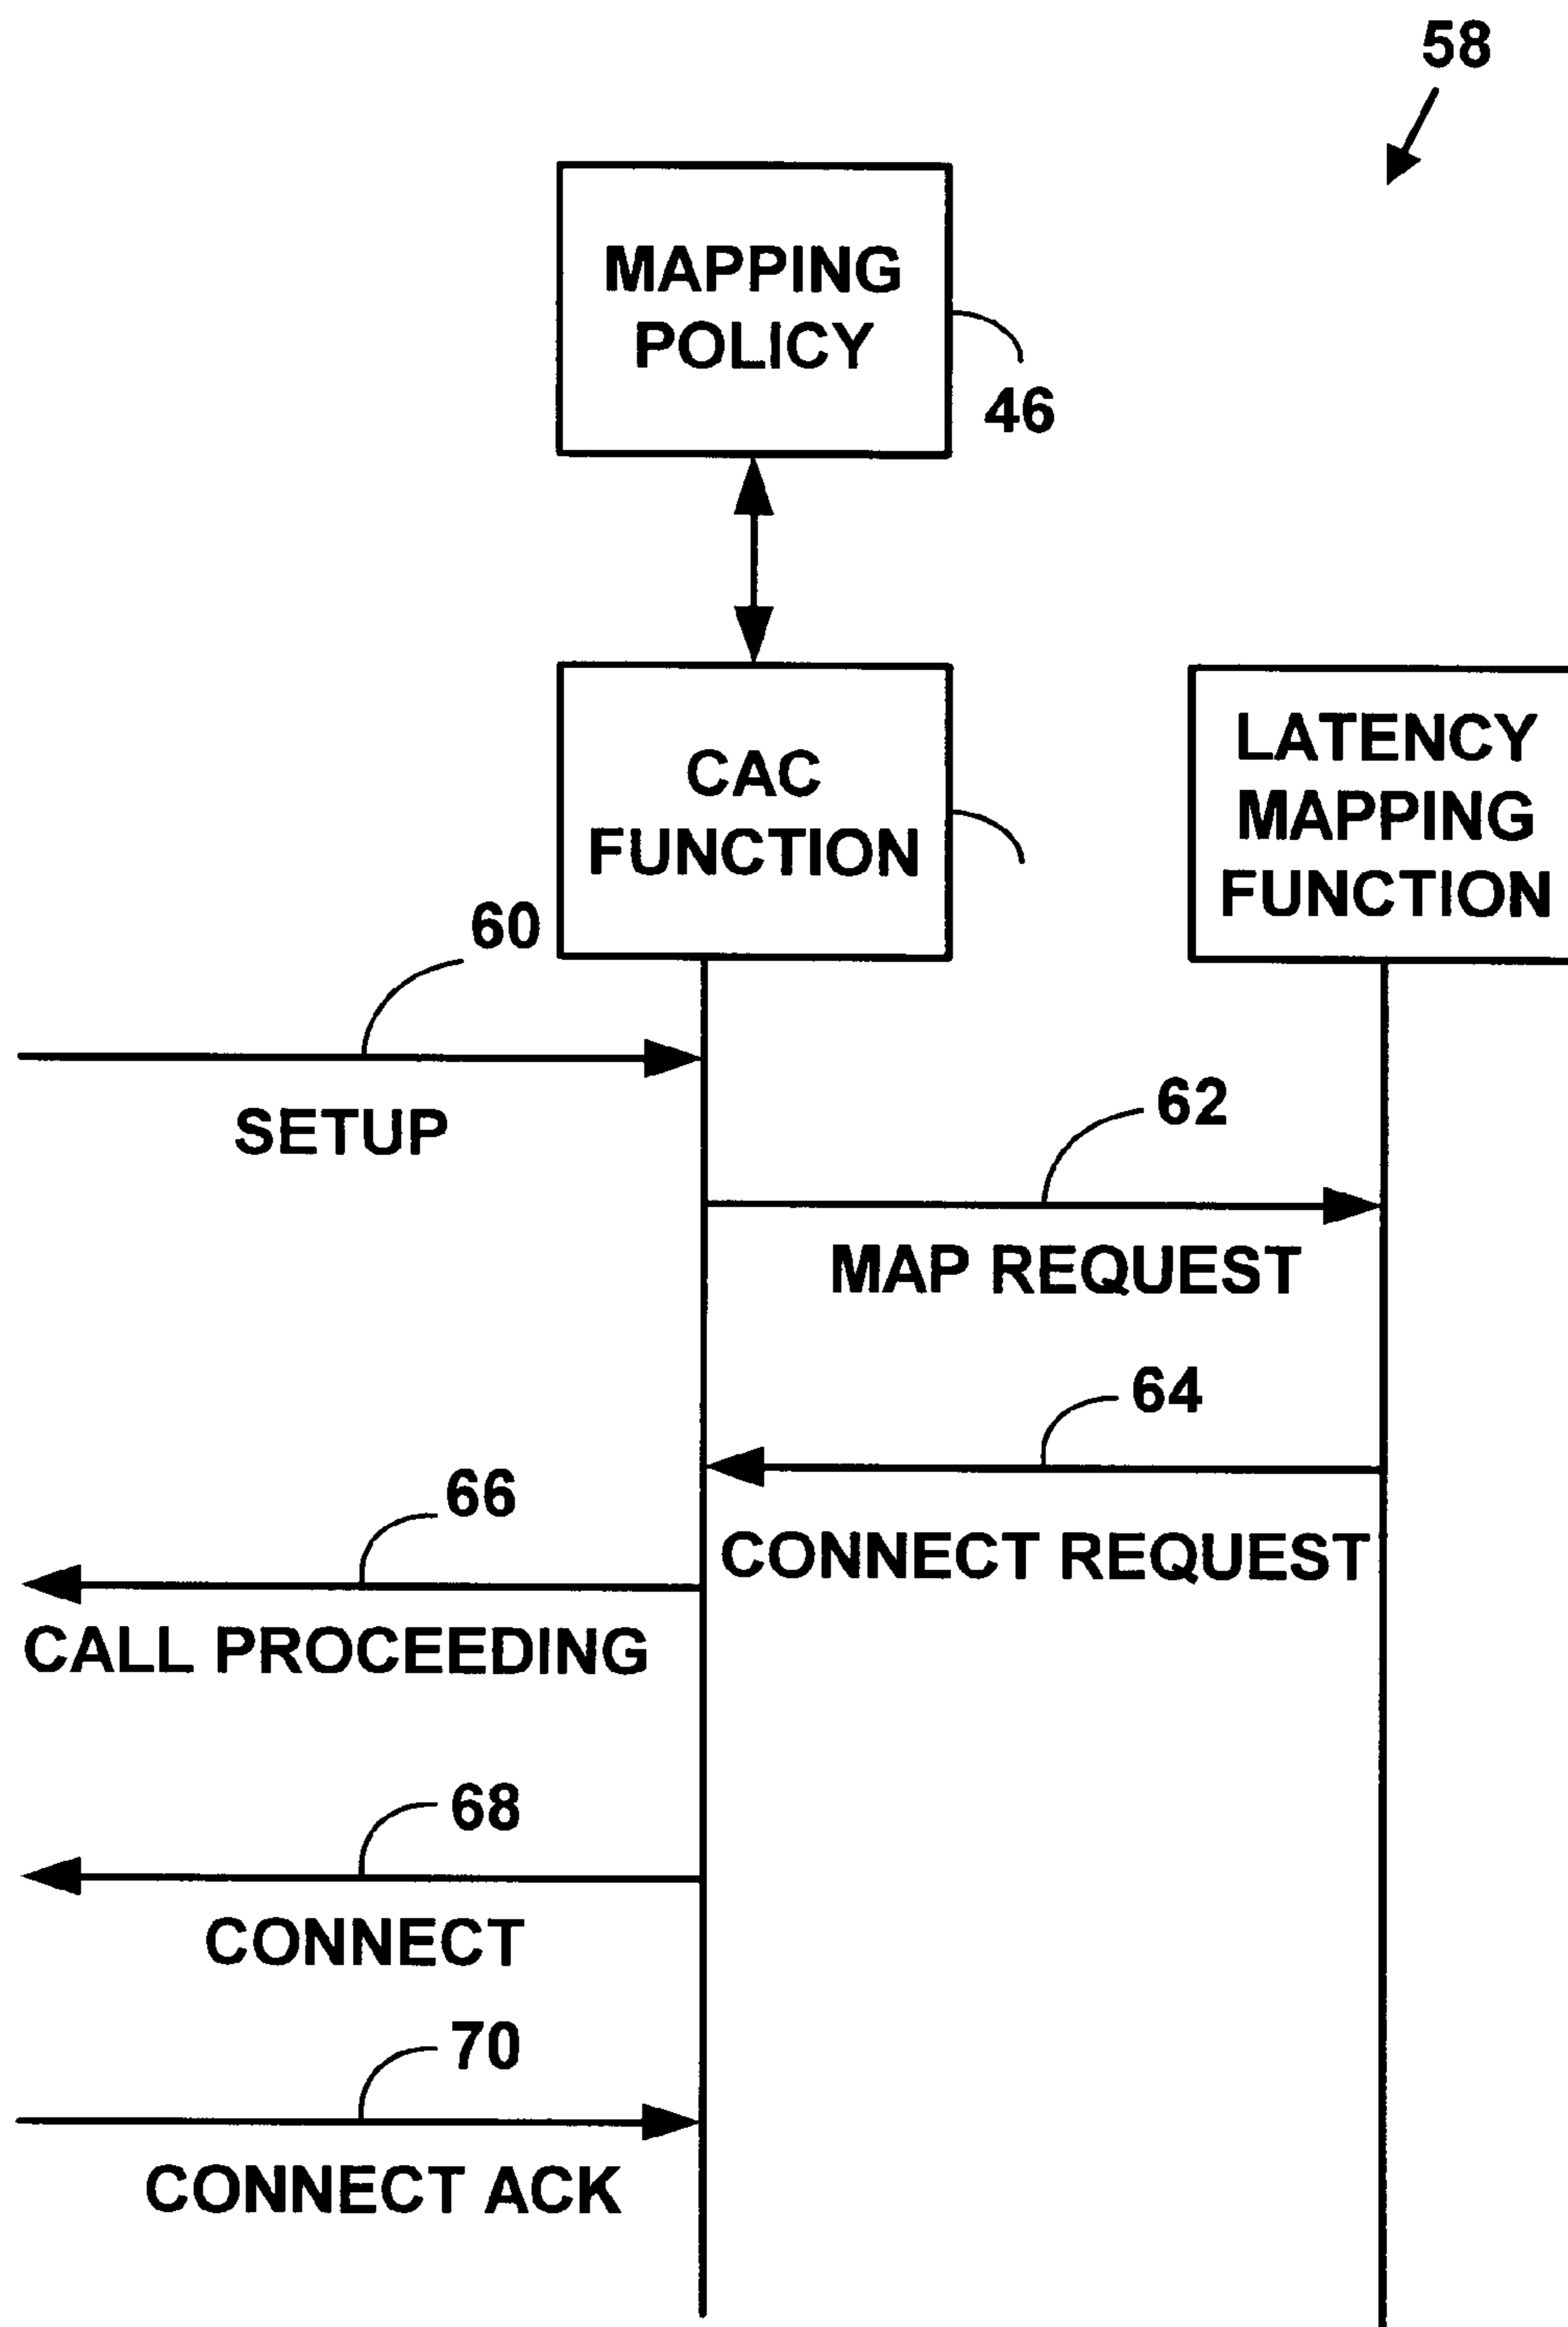 58
MAPPING
POLICY
46
CAC
FUNCTION
LATENCY
MAPPING
FUNCTION
60
SETUP
62
MAP REQUEST
64
CONNECT REQUEST
66
CALL PROCEEDING
68
CONNECT
70
CONNECT ACK